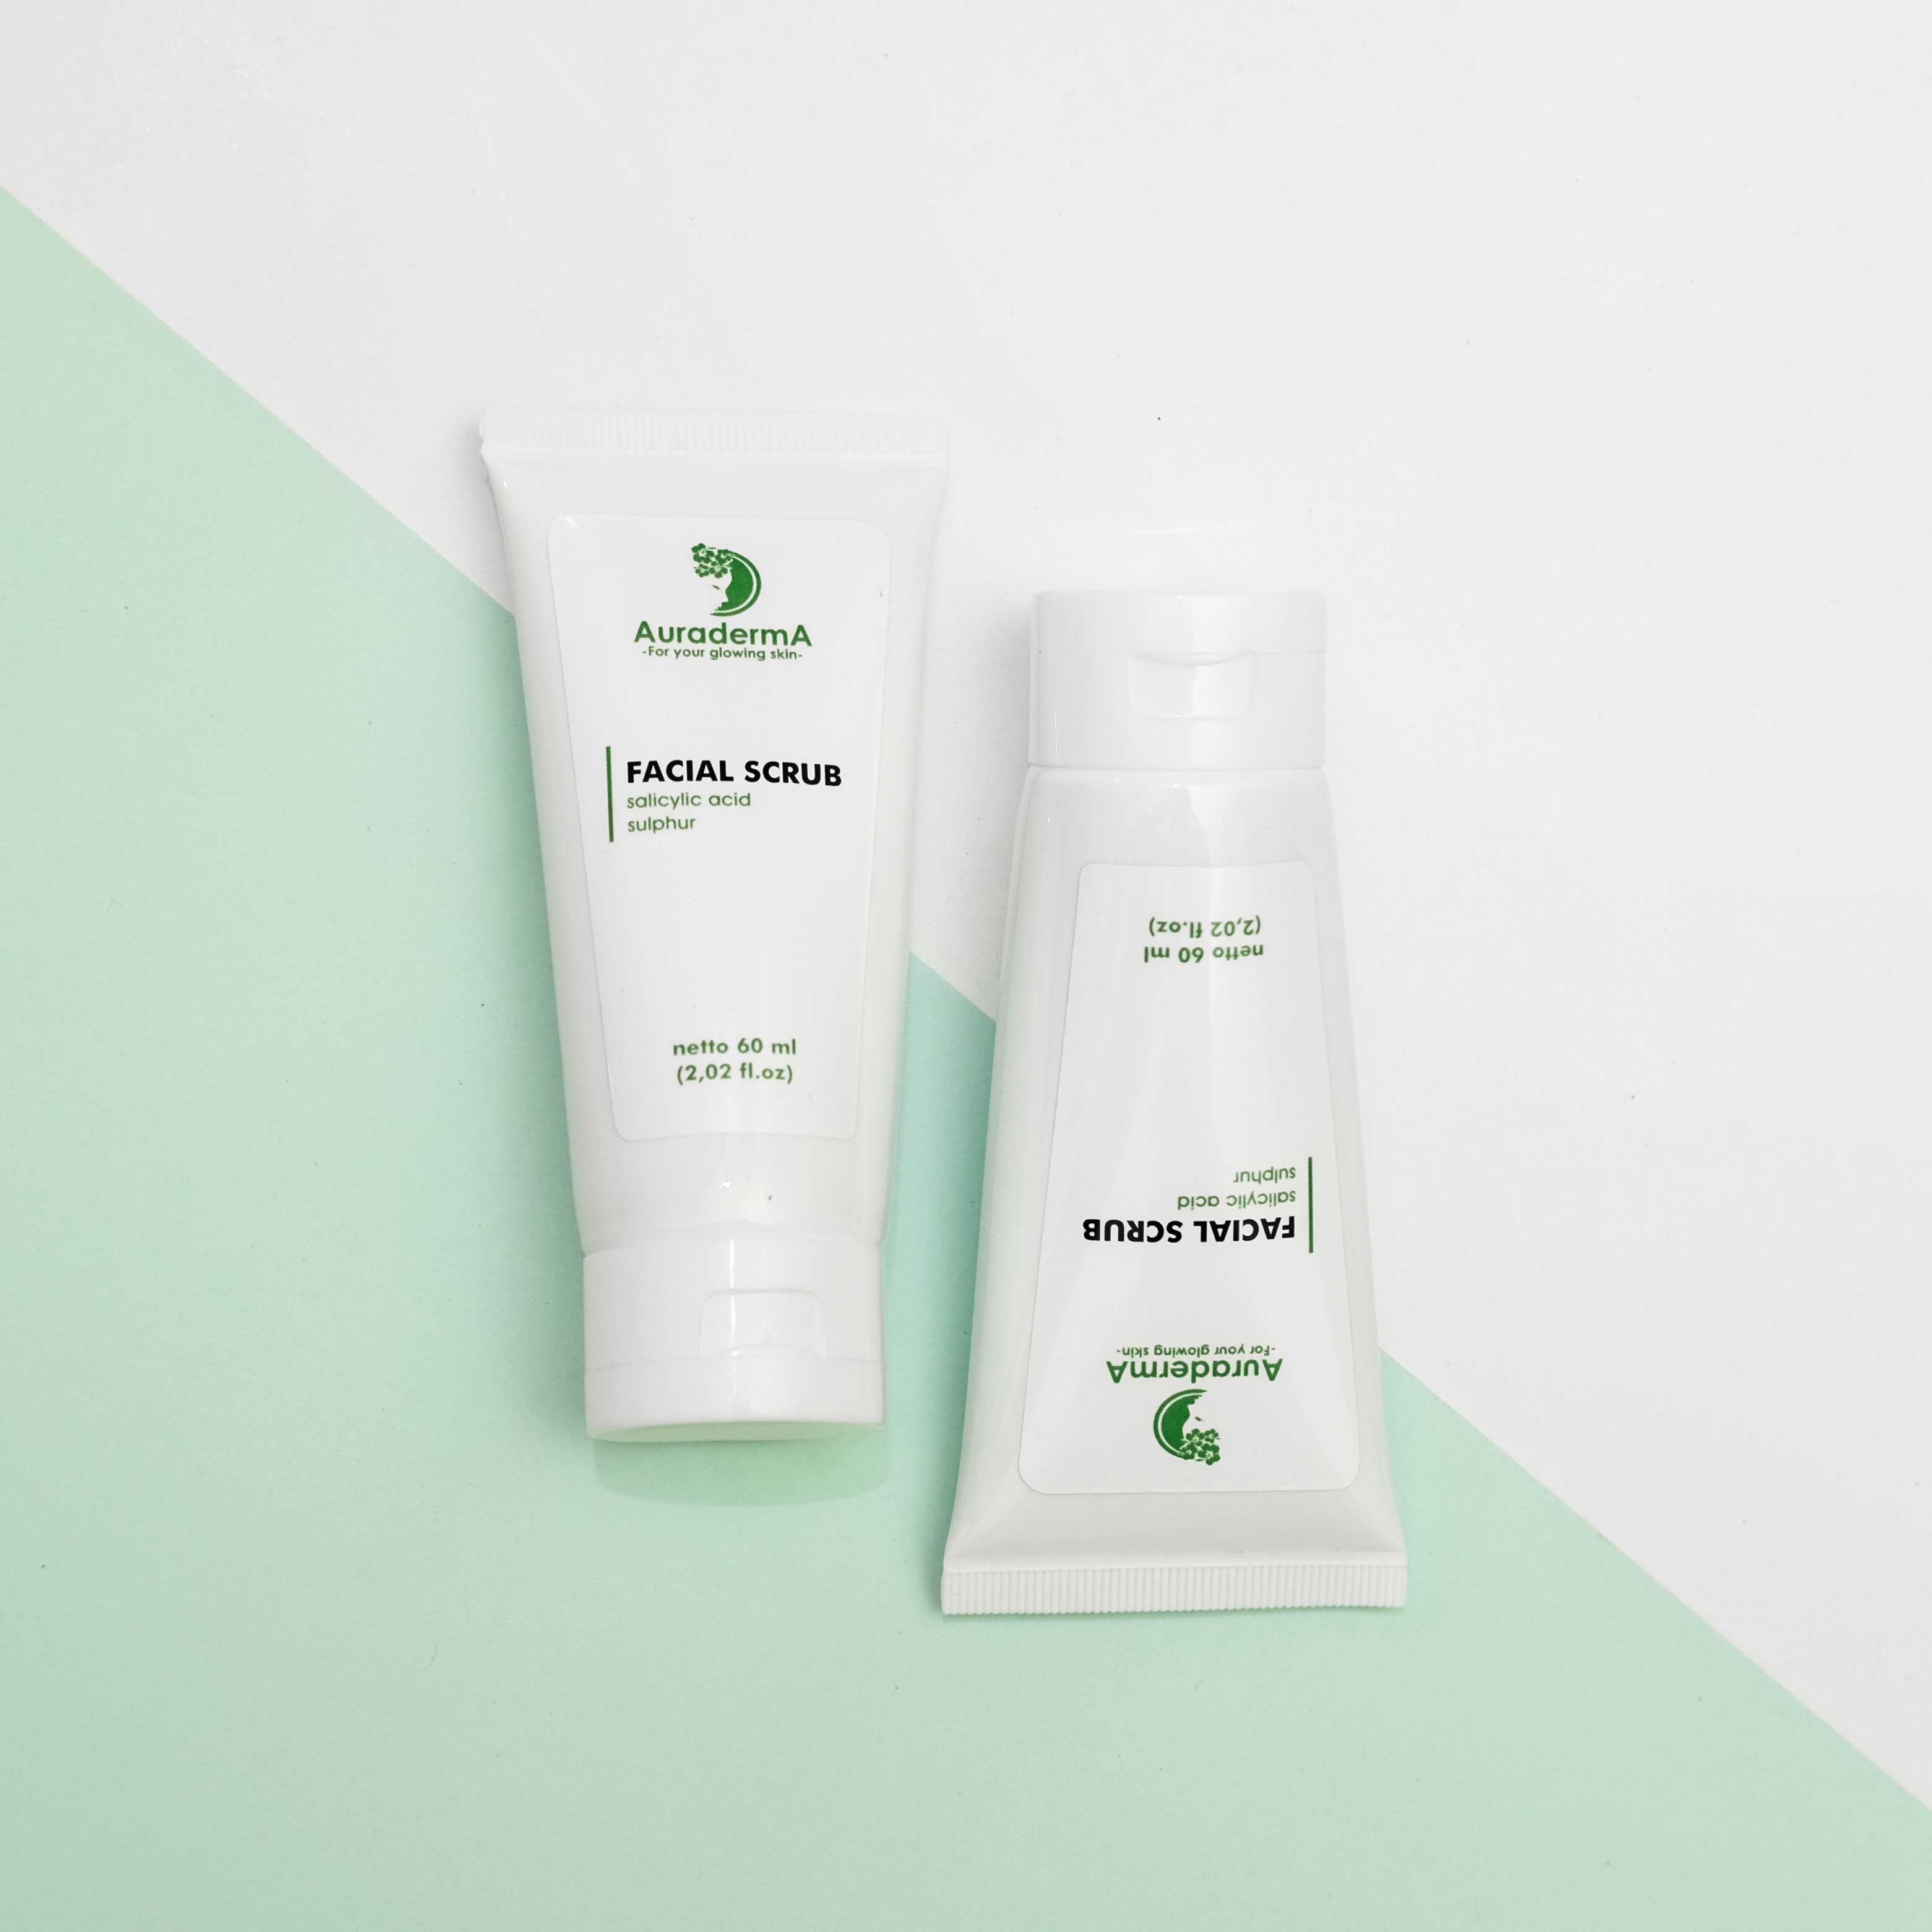 AuradermA
-For your glowing skin-
FACIAL SCRUB
salicylic acid
sulphur
netto 60 ml
(2,02 fl.oz)
AuradermA
-For your glowing skin-
FACIAL SCRUB
salicylic acid
sulphur
netto 60 ml
(2,02 fl.oz)